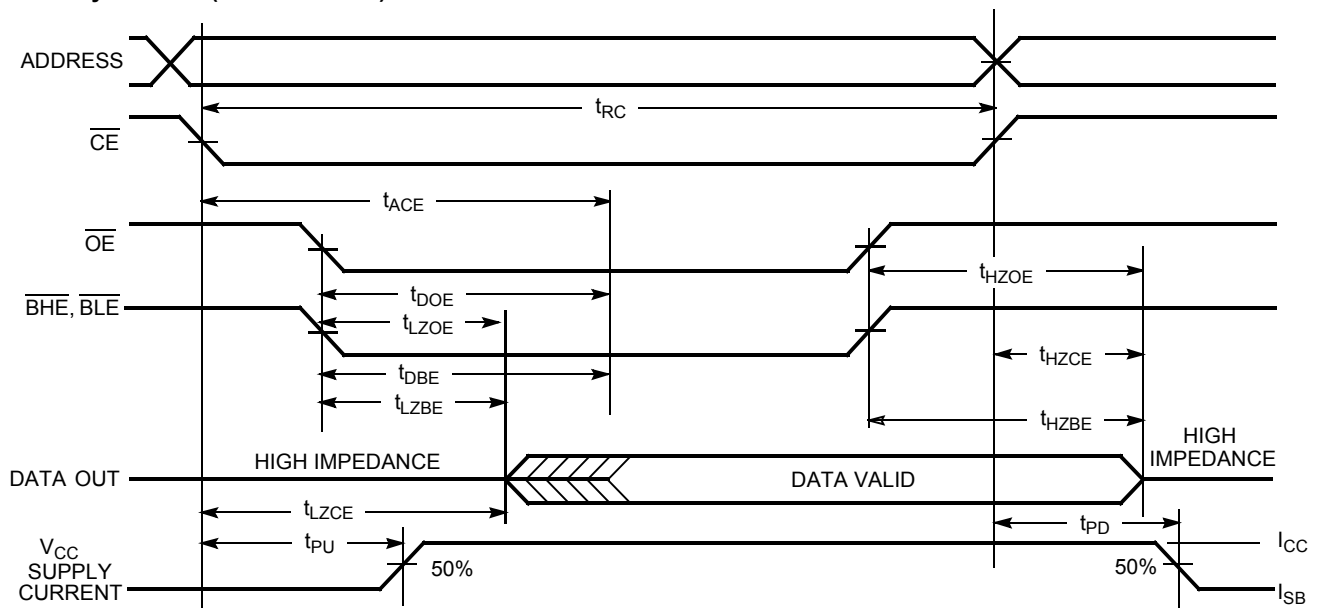 ADDRESS
tRC
CE
tACE
OE
tHZOE
tDOE
BHE, BLE
tLZOE
tHZCE
tDBE
tLZBE
tHZBE
HIGH
IMPEDANCE
HIGH IMPEDANCE
DATA OUT
DATA VALID
tLZCE
tPD
tPU
VCC
SUPPLY
CURRENT
50%
50%
ICC
ISB